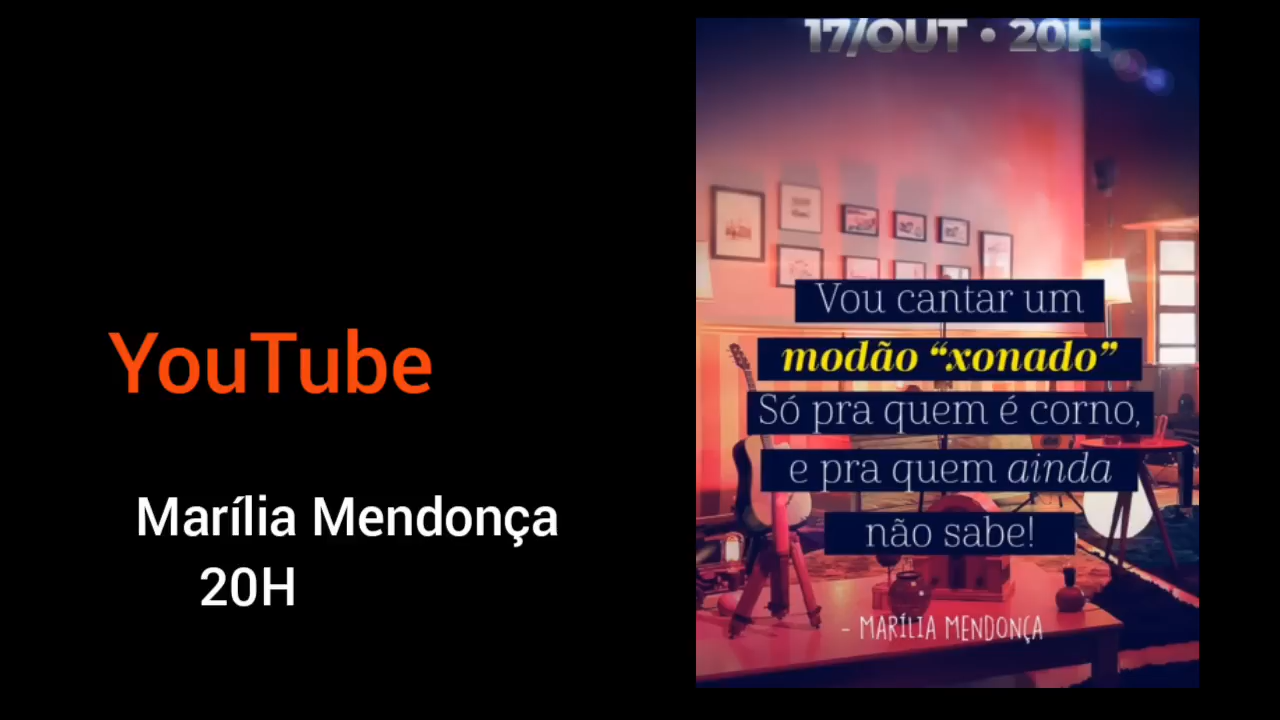 YouTube
Marília Mendonça
20H
17/OUT • 20H
Vou cantar um
modão “xonado”
Só pra quem é corno,
e pra quem ainda
não sabe!
- MARÍLIA MENDONÇA